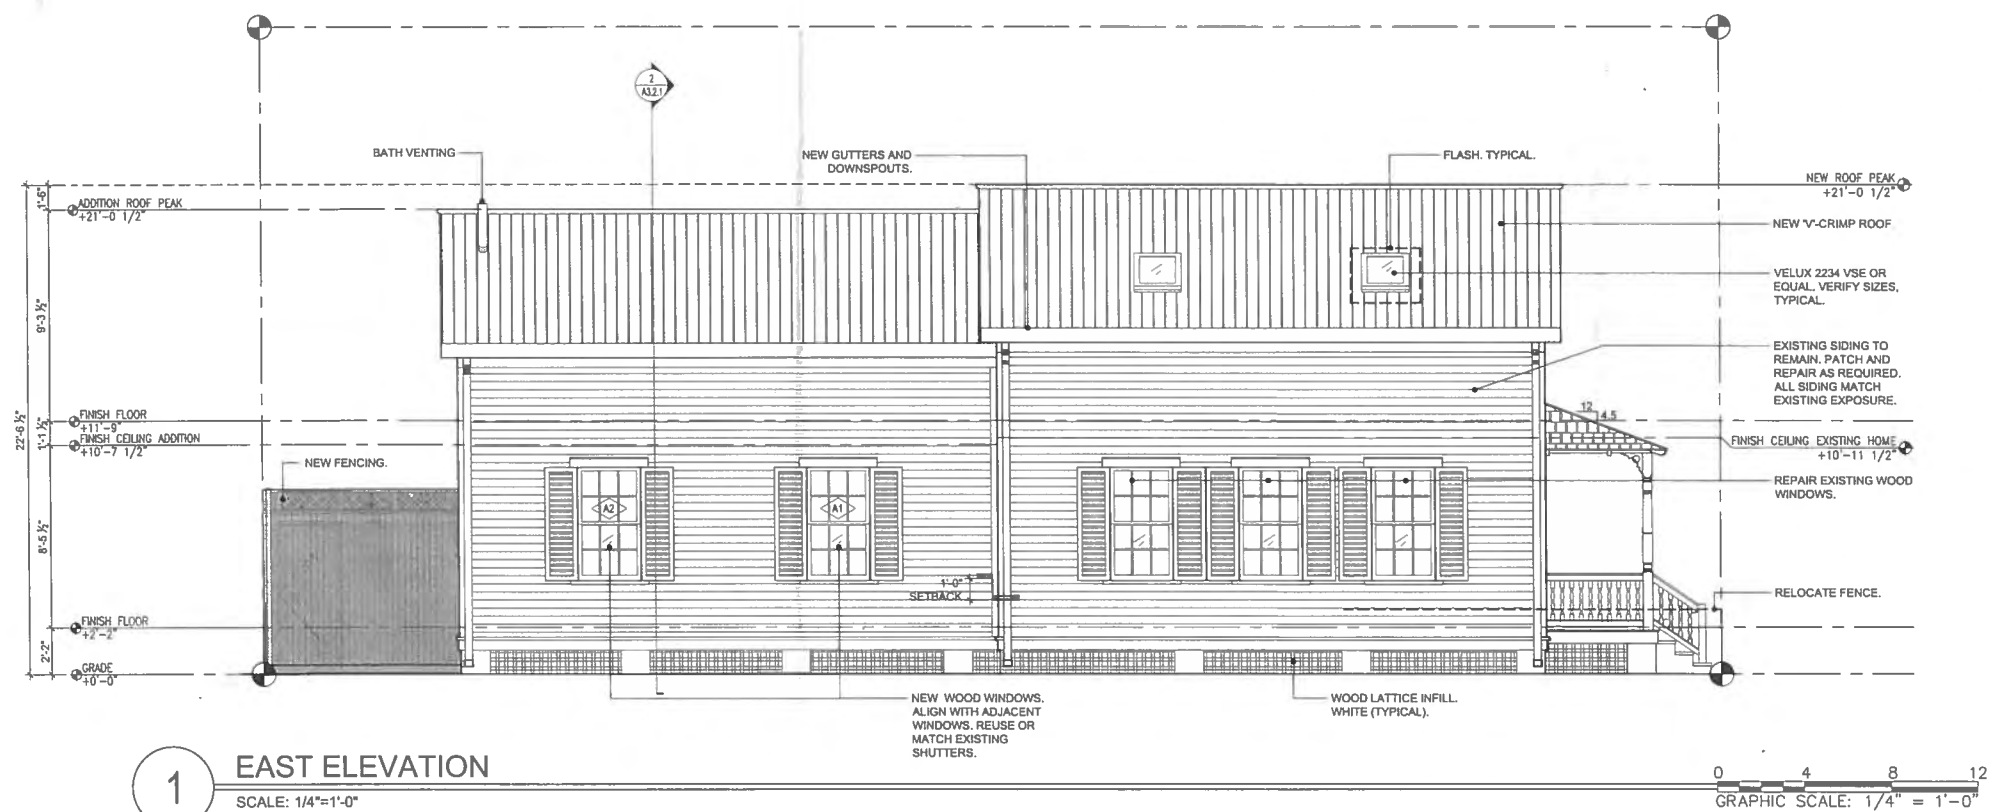 2
A3.2.1
BATH VENTING
NEW GUTTERS AND
DOWNSPOUTS.
FLASH. TYPICAL.
NEW ROOF PEAK
+21'-0 1/2"
ADDITION ROOF PEAK
+21'-0 1/2"
1'-6"
NEW "V"-CRIMP ROOF
VELUX 2234 VSE OR
EQUAL. VERIFY SIZES,
TYPICAL.
9'-3 ½"
EXISTING SIDING TO
REMAIN. PATCH AND
REPAIR AS REQUIRED.
ALL SIDING MATCH
EXISTING EXPOSURE.
12
4.5
22'-6 ½"
FINISH FLOOR
+11'-9"
1'-1 ½"
FINISH CEILING ADDITION
+10'-7 1/2"
FINISH CEILING EXISTING HOME
+10'-11 1/2"
NEW FENCING.
REPAIR EXISTING WOOD
WINDOWS.
A2
A1
8'-5 ½"
1'-0"
SETBACK
RELOCATE FENCE.
FINISH FLOOR
+2'-2"
2'-2"
GRADE
+0'-0"
NEW WOOD WINDOWS.
ALIGN WITH ADJACENT
WINDOWS. REUSE OR
MATCH EXISTING
SHUTTERS.
WOOD LATTICE INFILL.
WHITE (TYPICAL).
1
EAST ELEVATION
SCALE: 1/4"=1'-0"
0 4 8 12
GRAPHIC SCALE: 1/4" = 1'-0"